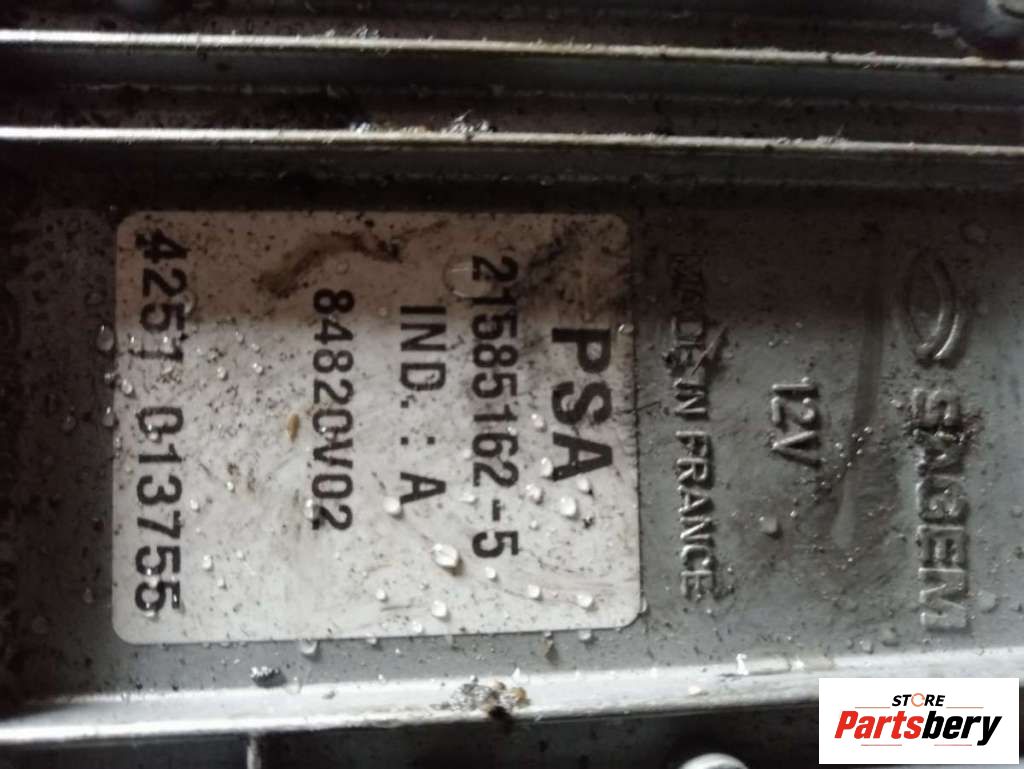 SAGEM
12V
MADE IN FRANCE
PSA
21585162-5
IND.: A
84820V02
4251 013755
STORE
Partsbery